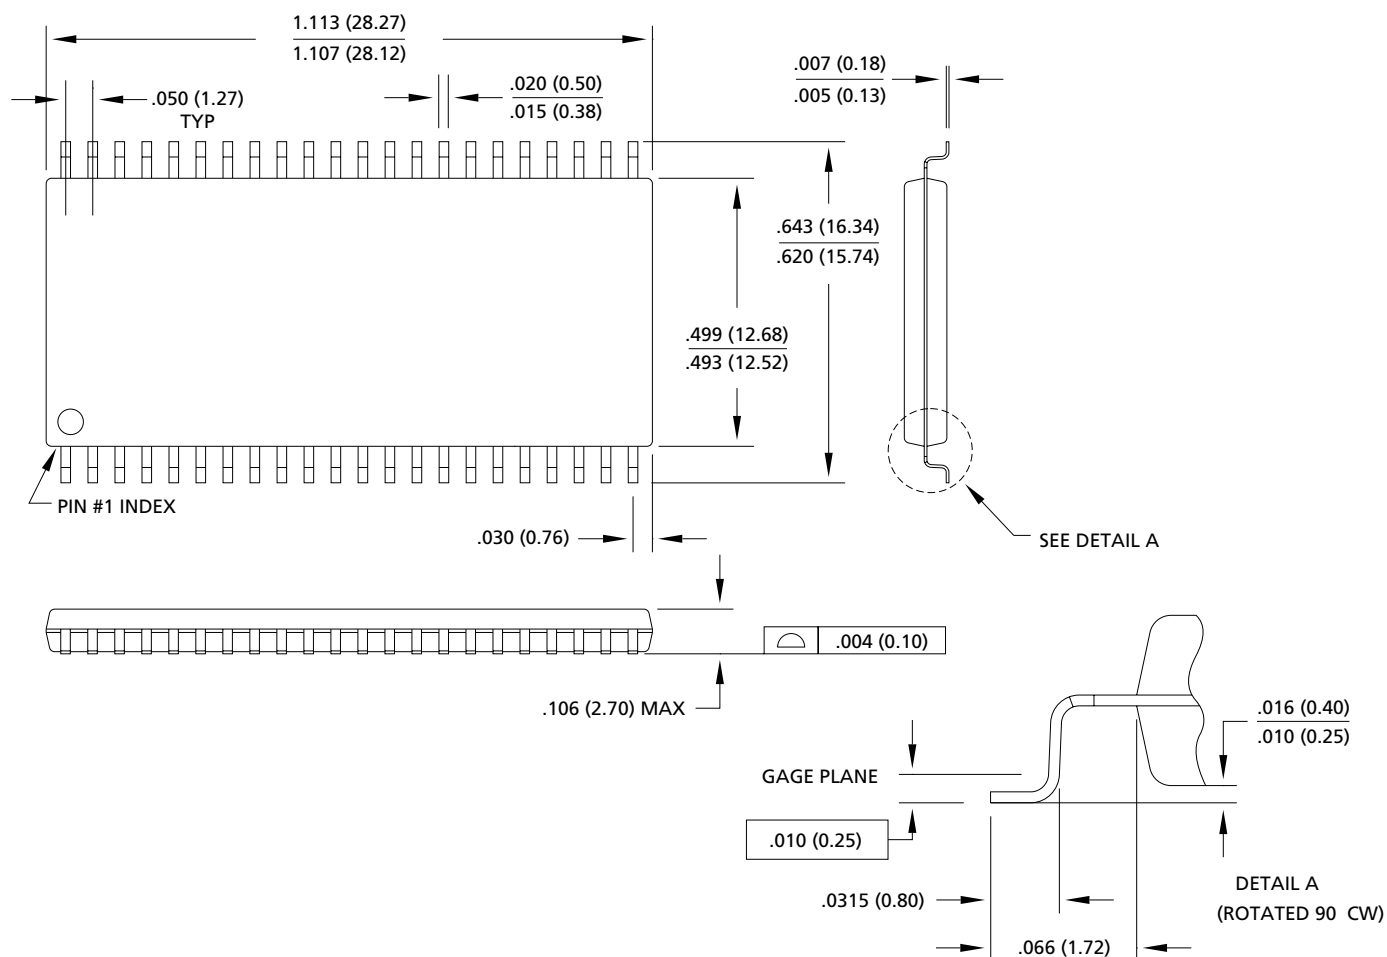 1.113 (28.27)
1.107 (28.12)
.050 (1.27)
TYP
.020 (0.50)
.015 (0.38)
.007 (0.18)
.005 (0.13)
.643 (16.34)
.620 (15.74)
.499 (12.68)
.493 (12.52)
PIN #1 INDEX
.030 (0.76)
SEE DETAIL A
.004 (0.10)
.106 (2.70) MAX
.016 (0.40)
.010 (0.25)
GAGE PLANE
.010 (0.25)
.0315 (0.80)
DETAIL A
(ROTATED 90 CW)
.066 (1.72)